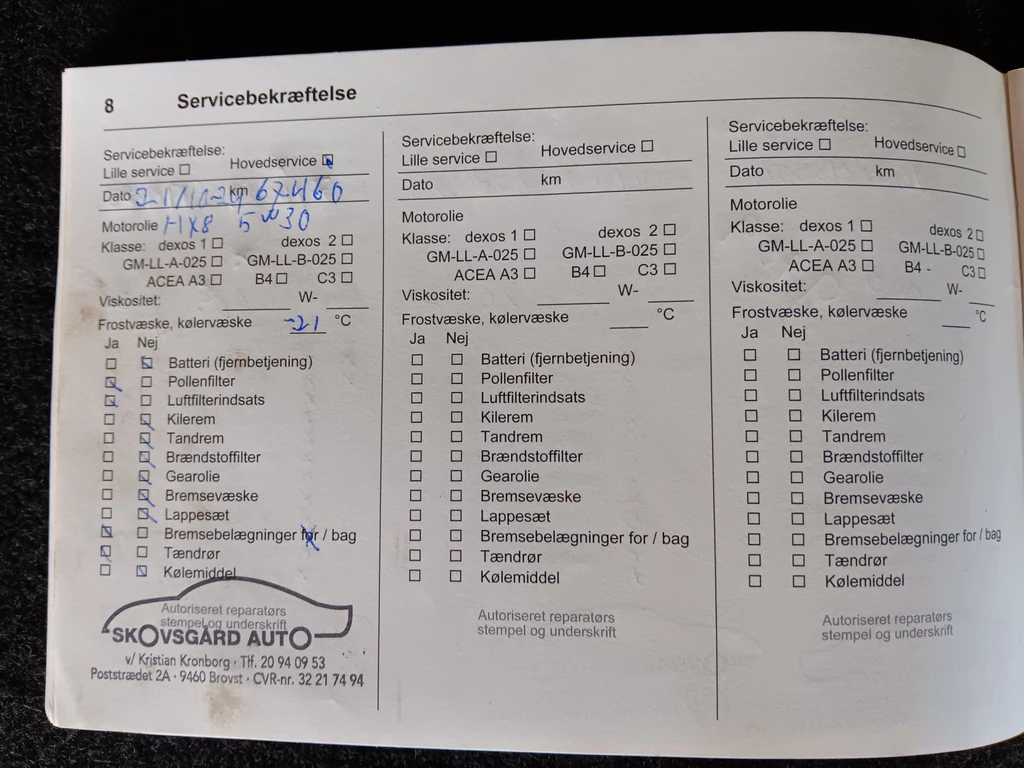 8 Servicebekræftelse
Servicebekræftelse:
Lille service ☐ Hovedservice ☑
Dato km 67460
Motorolie HX8 5W30
Klasse: dexos 1 ☐ dexos 2 ☐
GM-LL-A-025 ☐ GM-LL-B-025 ☐
ACEA A3 ☐ B4 ☐ C3 ☐
Viskositet: W-
Frostvæske, kølervæske -21 °C
Ja Nej
☐ ☑ Batteri (fjernbetjening)
☑ ☐ Pollenfilter
☑ ☐ Luftfilterindsats
☐ ☑ Kilerem
☐ ☑ Tandrem
☐ ☑ Brændstoffilter
☐ ☑ Gearolie
☐ ☑ Bremsevæske
☐ ☑ Lappesæt
☑ ☐ Bremsebelægninger for / bag
☑ ☐ Tændrør
☐ ☑ Kølemiddel
Autoriseret reparatørs
stempel og underskrift
SKOVSGÅRD AUTO
v/ Kristian Kronborg · Tlf. 20 94 09 53
Poststrædet 2A · 9460 Brovst · CVR-nr. 32 21 74 94
Servicebekræftelse:
Lille service ☐ Hovedservice ☐
Dato km
Motorolie
Klasse: dexos 1 ☐ dexos 2 ☐
GM-LL-A-025 ☐ GM-LL-B-025 ☐
ACEA A3 ☐ B4 ☐ C3 ☐
Viskositet: W-
Frostvæske, kølervæske °C
Ja Nej
☐ ☐ Batteri (fjernbetjening)
☐ ☐ Pollenfilter
☐ ☐ Luftfilterindsats
☐ ☐ Kilerem
☐ ☐ Tandrem
☐ ☐ Brændstoffilter
☐ ☐ Gearolie
☐ ☐ Bremsevæske
☐ ☐ Lappesæt
☐ ☐ Bremsebelægninger for / bag
☐ ☐ Tændrør
☐ ☐ Kølemiddel
Autoriseret reparatørs
stempel og underskrift
Servicebekræftelse:
Lille service ☐ Hovedservice ☐
Dato km
Motorolie
Klasse: dexos 1 ☐ dexos 2 ☐
GM-LL-A-025 ☐ GM-LL-B-025 ☐
ACEA A3 ☐ B4 - C3 ☐
Viskositet: W-
Frostvæske, kølervæske °C
Ja Nej
☐ ☐ Batteri (fjernbetjening)
☐ ☐ Pollenfilter
☐ ☐ Luftfilterindsats
☐ ☐ Kilerem
☐ ☐ Tandrem
☐ ☐ Brændstoffilter
☐ ☐ Gearolie
☐ ☐ Bremsevæske
☐ ☐ Lappesæt
☐ ☐ Bremsebelægninger for / bag
☐ ☐ Tændrør
☐ ☐ Kølemiddel
Autoriseret reparatørs
stempel og underskrift